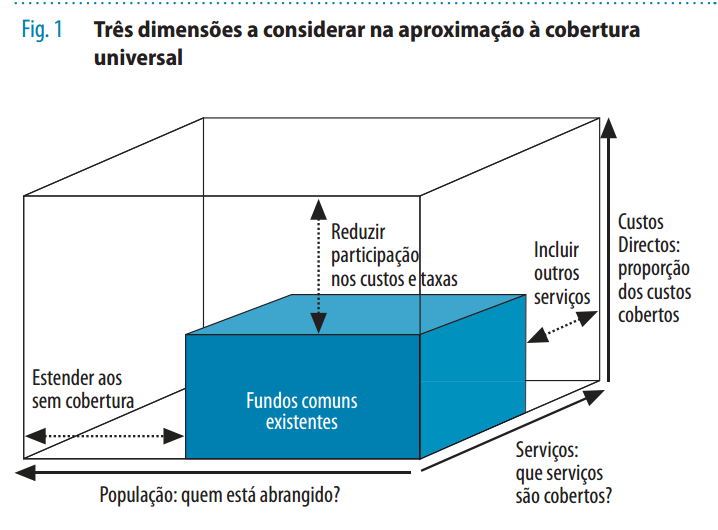 Fig. 1 Três dimensões a considerar na aproximação à cobertura
universal
Reduzir
participação
nos custos e taxas
Incluir
outros
serviços
Custos
Directos:
proporção
dos custos
cobertos
Estender aos
sem cobertura
Fundos comuns
existentes
Serviços:
que serviços
são cobertos?
População: quem está abrangido?